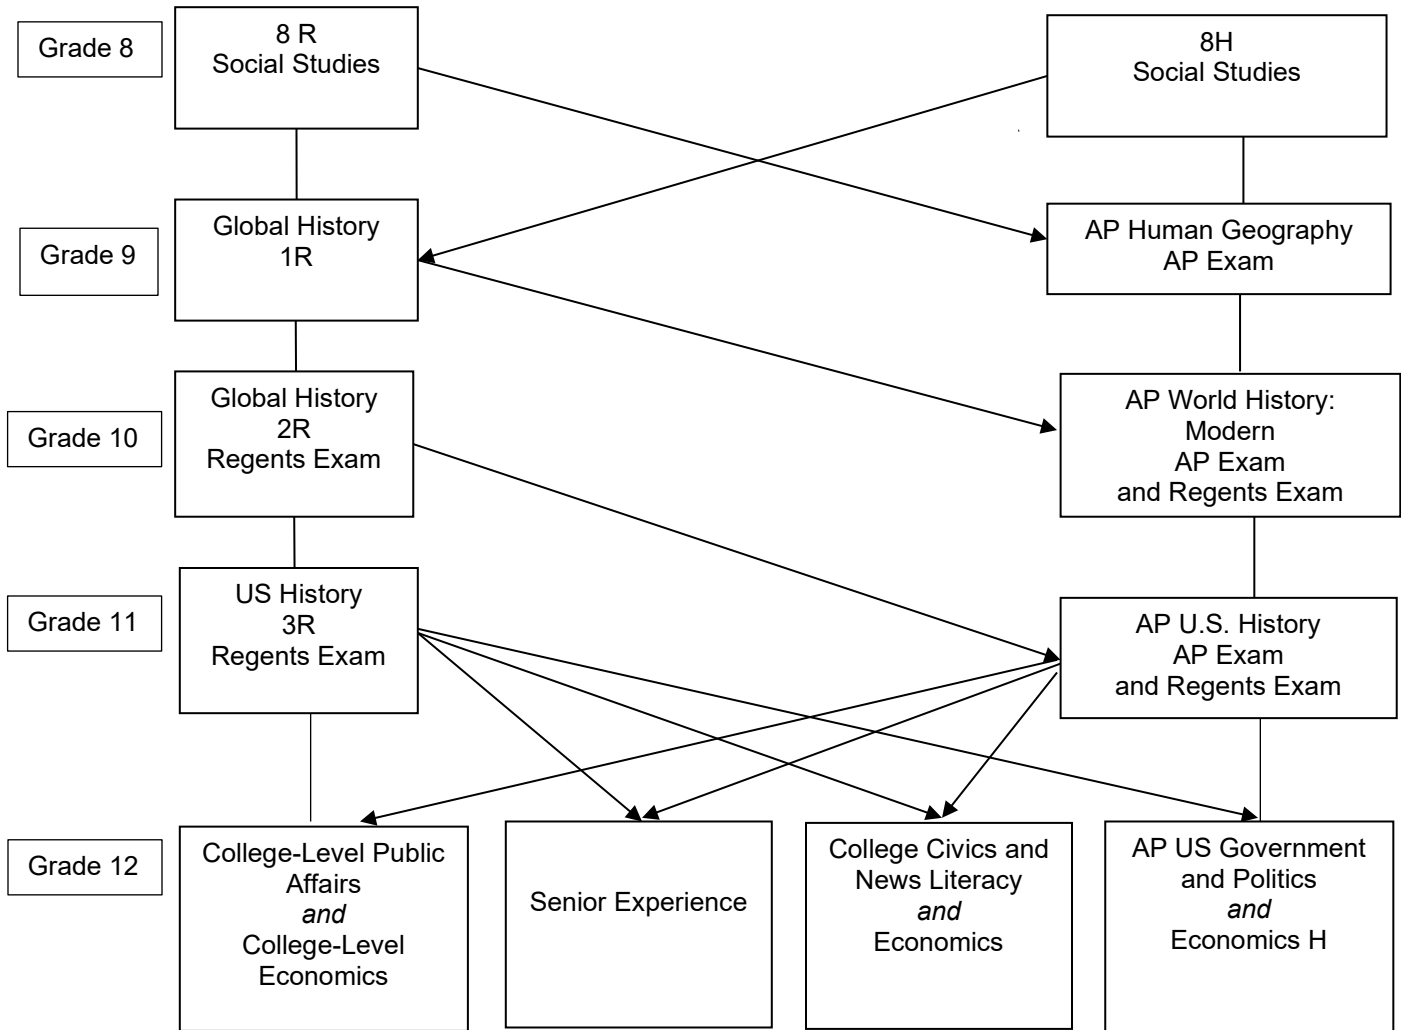 Grade 8
8 R
Social Studies
8H
Social Studies
Grade 9
Global History
1R
AP Human Geography
AP Exam
Grade 10
Global History
2R
Regents Exam
AP World History:
Modern
AP Exam
and Regents Exam
Grade 11
US History
3R
Regents Exam
AP U.S. History
AP Exam
and Regents Exam
Grade 12
College-Level Public
Affairs
and
College-Level
Economics
Senior Experience
College Civics and
News Literacy
and
Economics
AP US Government
and Politics
and
Economics H